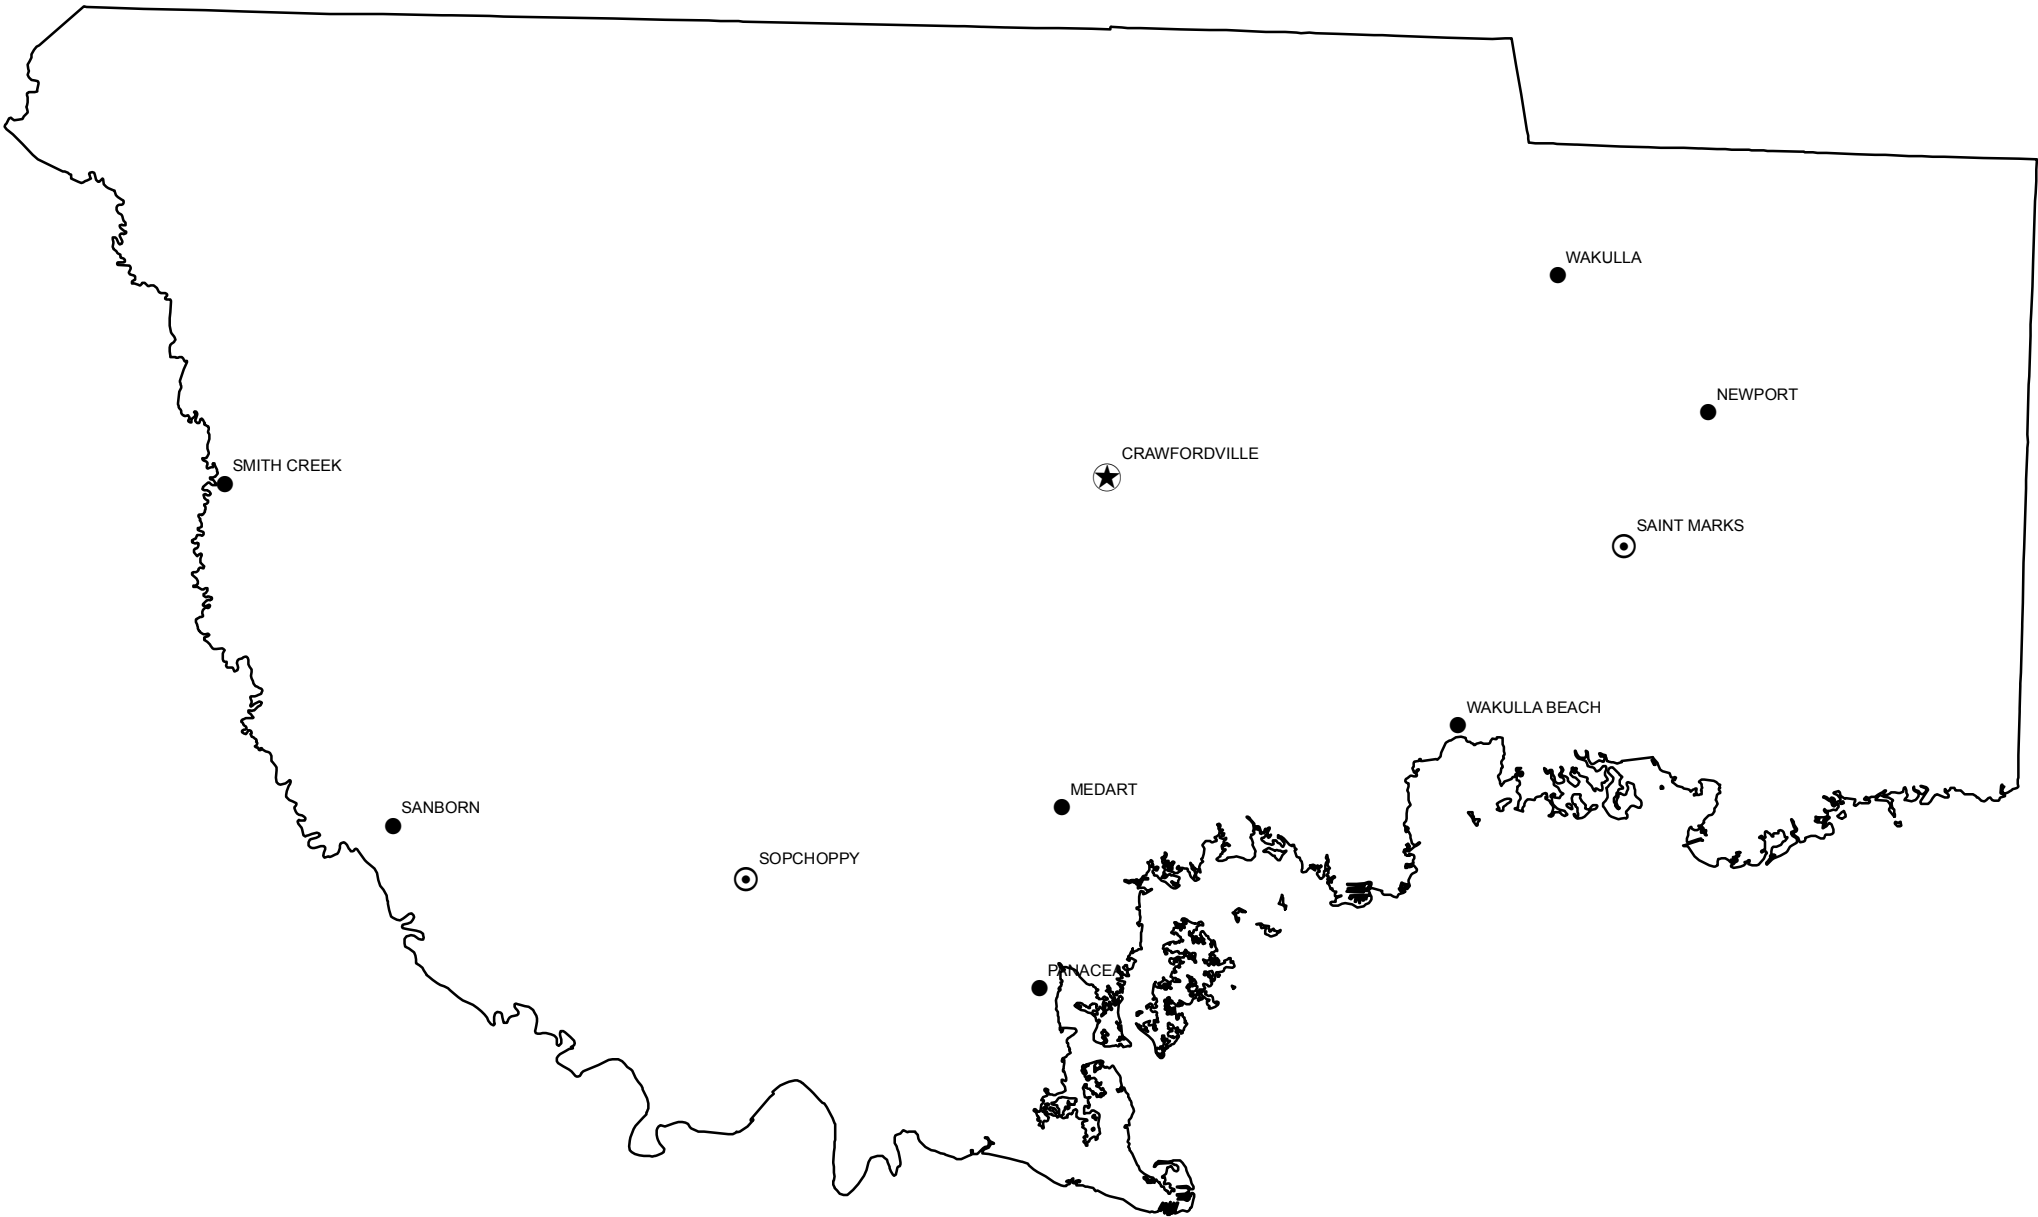 WAKULLA
NEWPORT
CRAWFORDVILLE
SMITH CREEK
SAINT MARKS
WAKULLA BEACH
MEDART
SANBORN
SOPCHOPPY
PANACEA